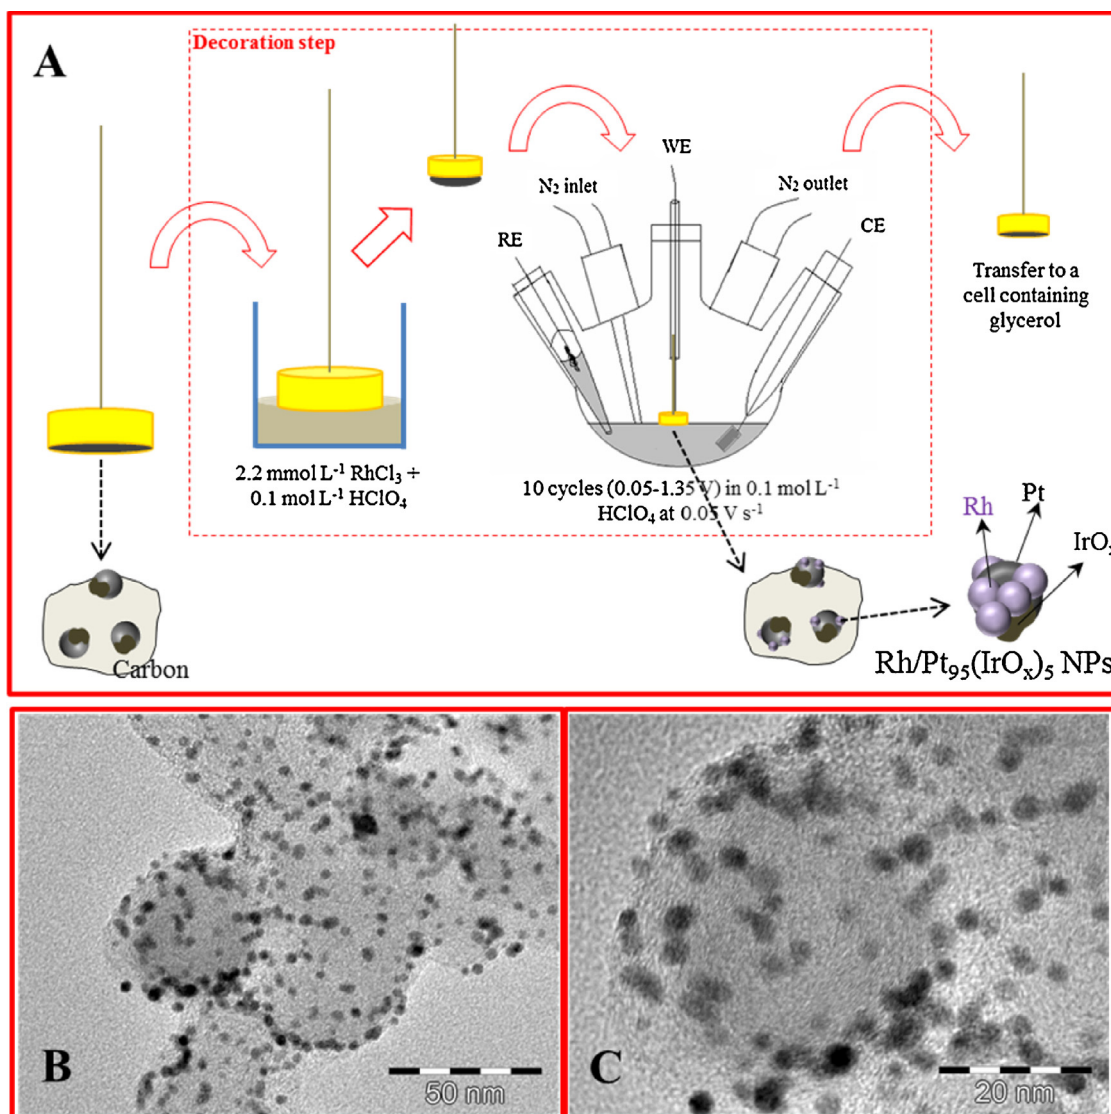 A
Decoration step
WE
N₂ inlet
N₂ outlet
RE
CE
Transfer to a
cell containing
glycerol
2.2 mmol L⁻¹ RhCl₃ +
0.1 mol L⁻¹ HClO₄
10 cycles (0.05-1.35 V) in 0.1 mol L⁻¹
HClO₄ at 0.05 V s⁻¹
Rh
Pt
IrO
Carbon
Rh/Pt₉₅(IrOₓ)₅ NPs
B
50 nm
C
20 nm